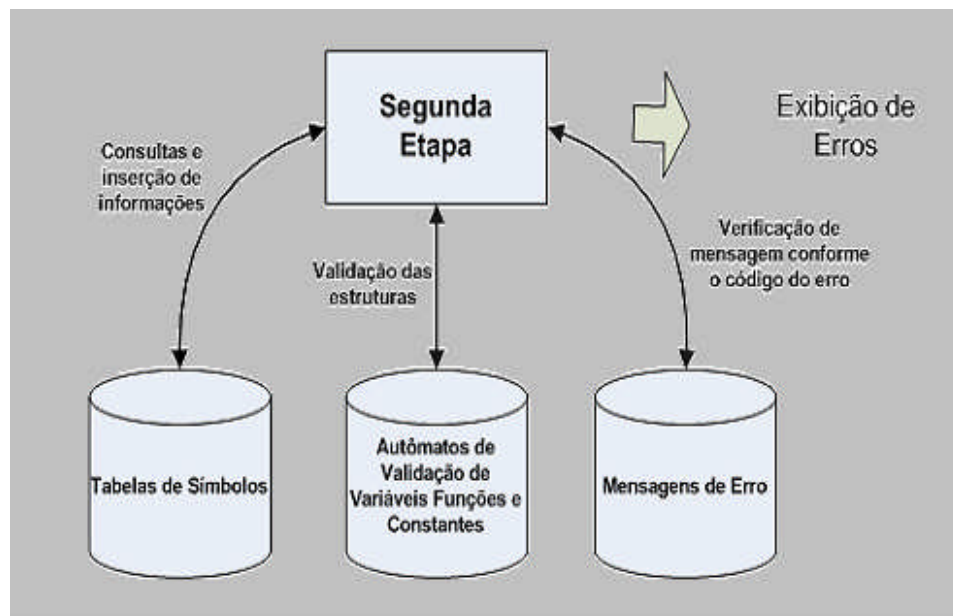 Segunda
Etapa
Exibição de
Erros
Consultas e
inserção de
informações
Validação das
estruturas
Verificação de
mensagem conforme
o código do erro
Tabelas de Símbolos
Autômatos de
Validação de
Variáveis Funções e
Constantes
Mensagens de Erro